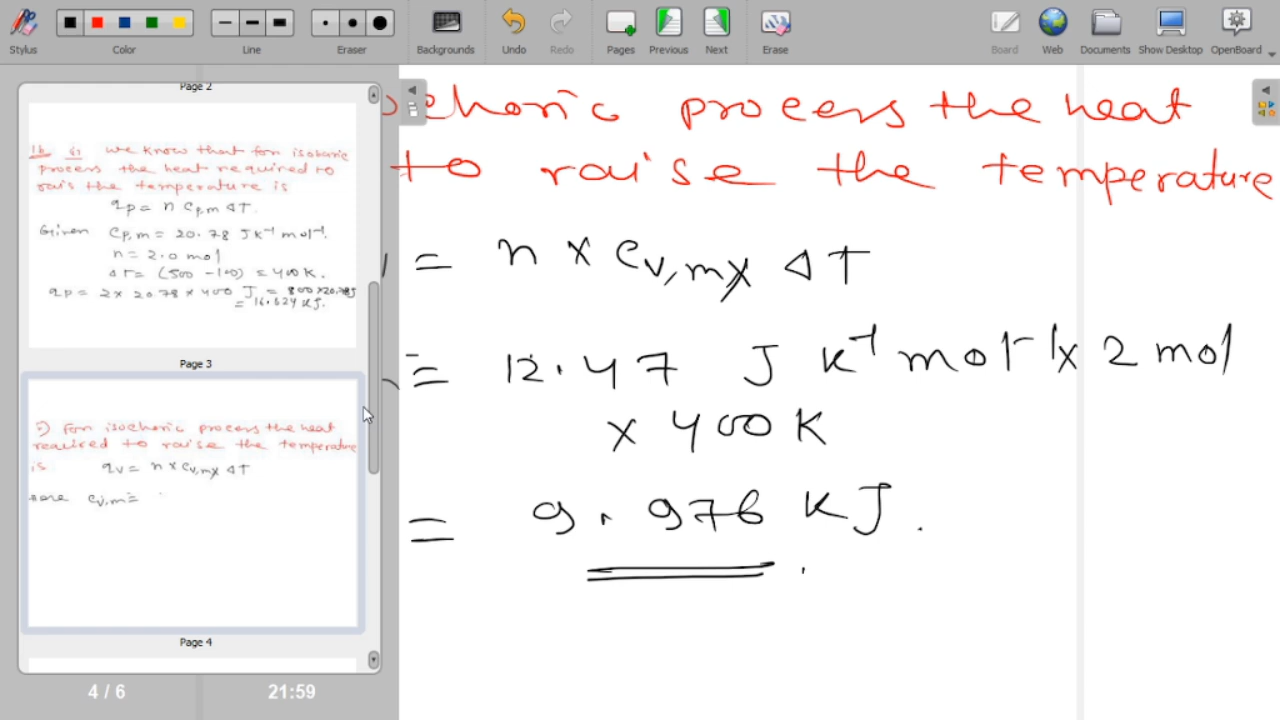 Stylus
Color
Line
Eraser
Backgrounds
Undo
Redo
Pages
Previous
Next
Erase
Board
Web
Documents
Show Desktop
OpenBoard
Page 2
16 we know that for isobaric
process the heat required to
rais the temperature is
qp = n Cp,m ΔT.
Given Cp,m = 20.78 JK⁻¹ mol⁻¹.
n = 2.0 mol
ΔT = (500 - 100) = 400 K.
qp = 2 x 20.78 x 400 J = 800 x 20.78 J
= 16.624 KJ.
Page 3
For isochoric process the heat
required to raise the temperature
is qv = n x Cv,m x ΔT
Here Cv,m =
Page 4
4 / 6
21:59
ochoric process the heat
to raise the temperature
= n x Cv,m x ΔT
= 12.47 J K⁻¹ mol⁻¹ x 2 mol
x 400 K
= 9.976 KJ.